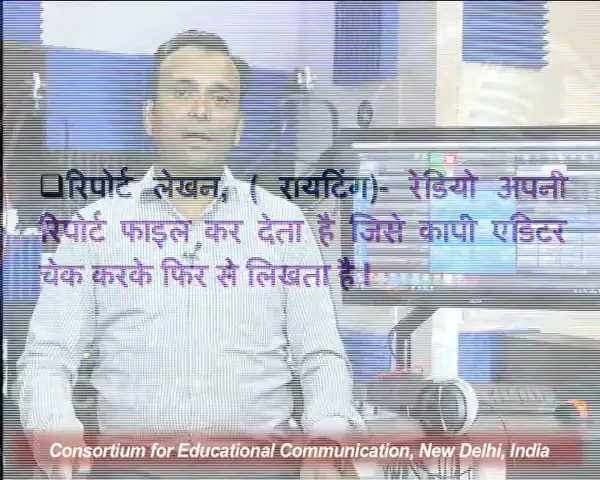 ❑रिपोर्ट लेखन, ( रायटिंग)- रेडियो अपनी
रिपोर्ट फाइल कर देता है जिसे कापी एडिटर
चेक करके फिर से लिखता है।
Consortium for Educational Communication, New Delhi, India